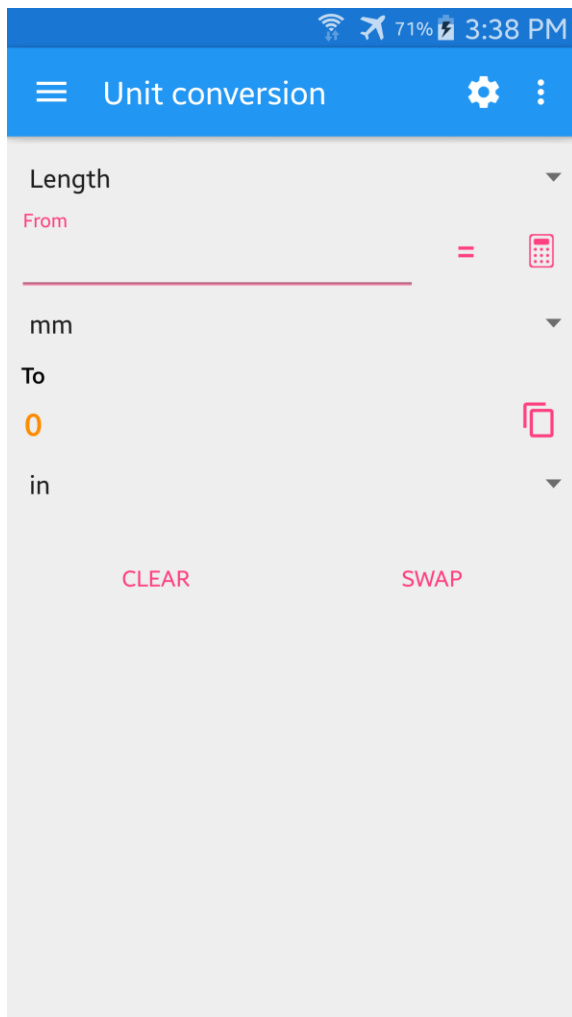 71% 3:38 PM
Unit conversion
Length
From
=
mm
To
0
in
CLEAR SWAP